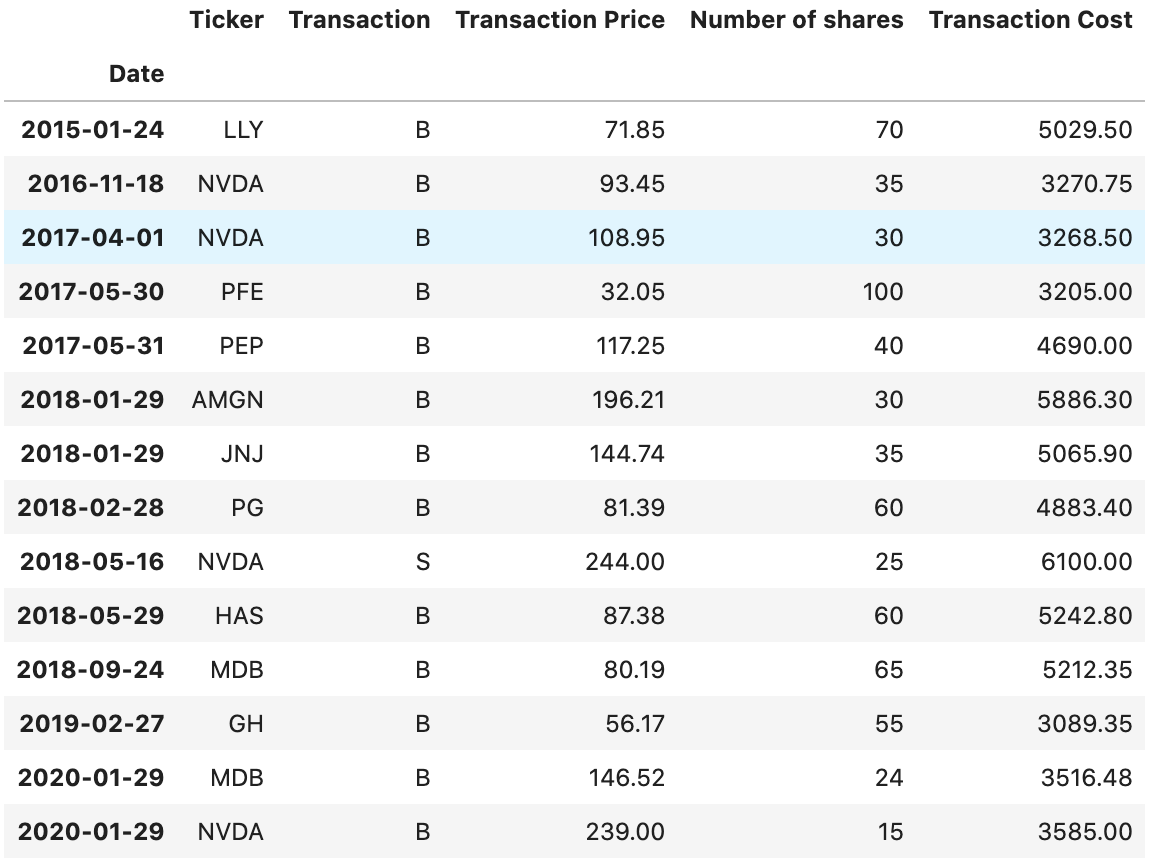 Ticker Transaction Transaction Price Number of shares Transaction Cost
Date
2015-01-24 LLY B 71.85 70 5029.50
2016-11-18 NVDA B 93.45 35 3270.75
2017-04-01 NVDA B 108.95 30 3268.50
2017-05-30 PFE B 32.05 100 3205.00
2017-05-31 PEP B 117.25 40 4690.00
2018-01-29 AMGN B 196.21 30 5886.30
2018-01-29 JNJ B 144.74 35 5065.90
2018-02-28 PG B 81.39 60 4883.40
2018-05-16 NVDA S 244.00 25 6100.00
2018-05-29 HAS B 87.38 60 5242.80
2018-09-24 MDB B 80.19 65 5212.35
2019-02-27 GH B 56.17 55 3089.35
2020-01-29 MDB B 146.52 24 3516.48
2020-01-29 NVDA B 239.00 15 3585.00